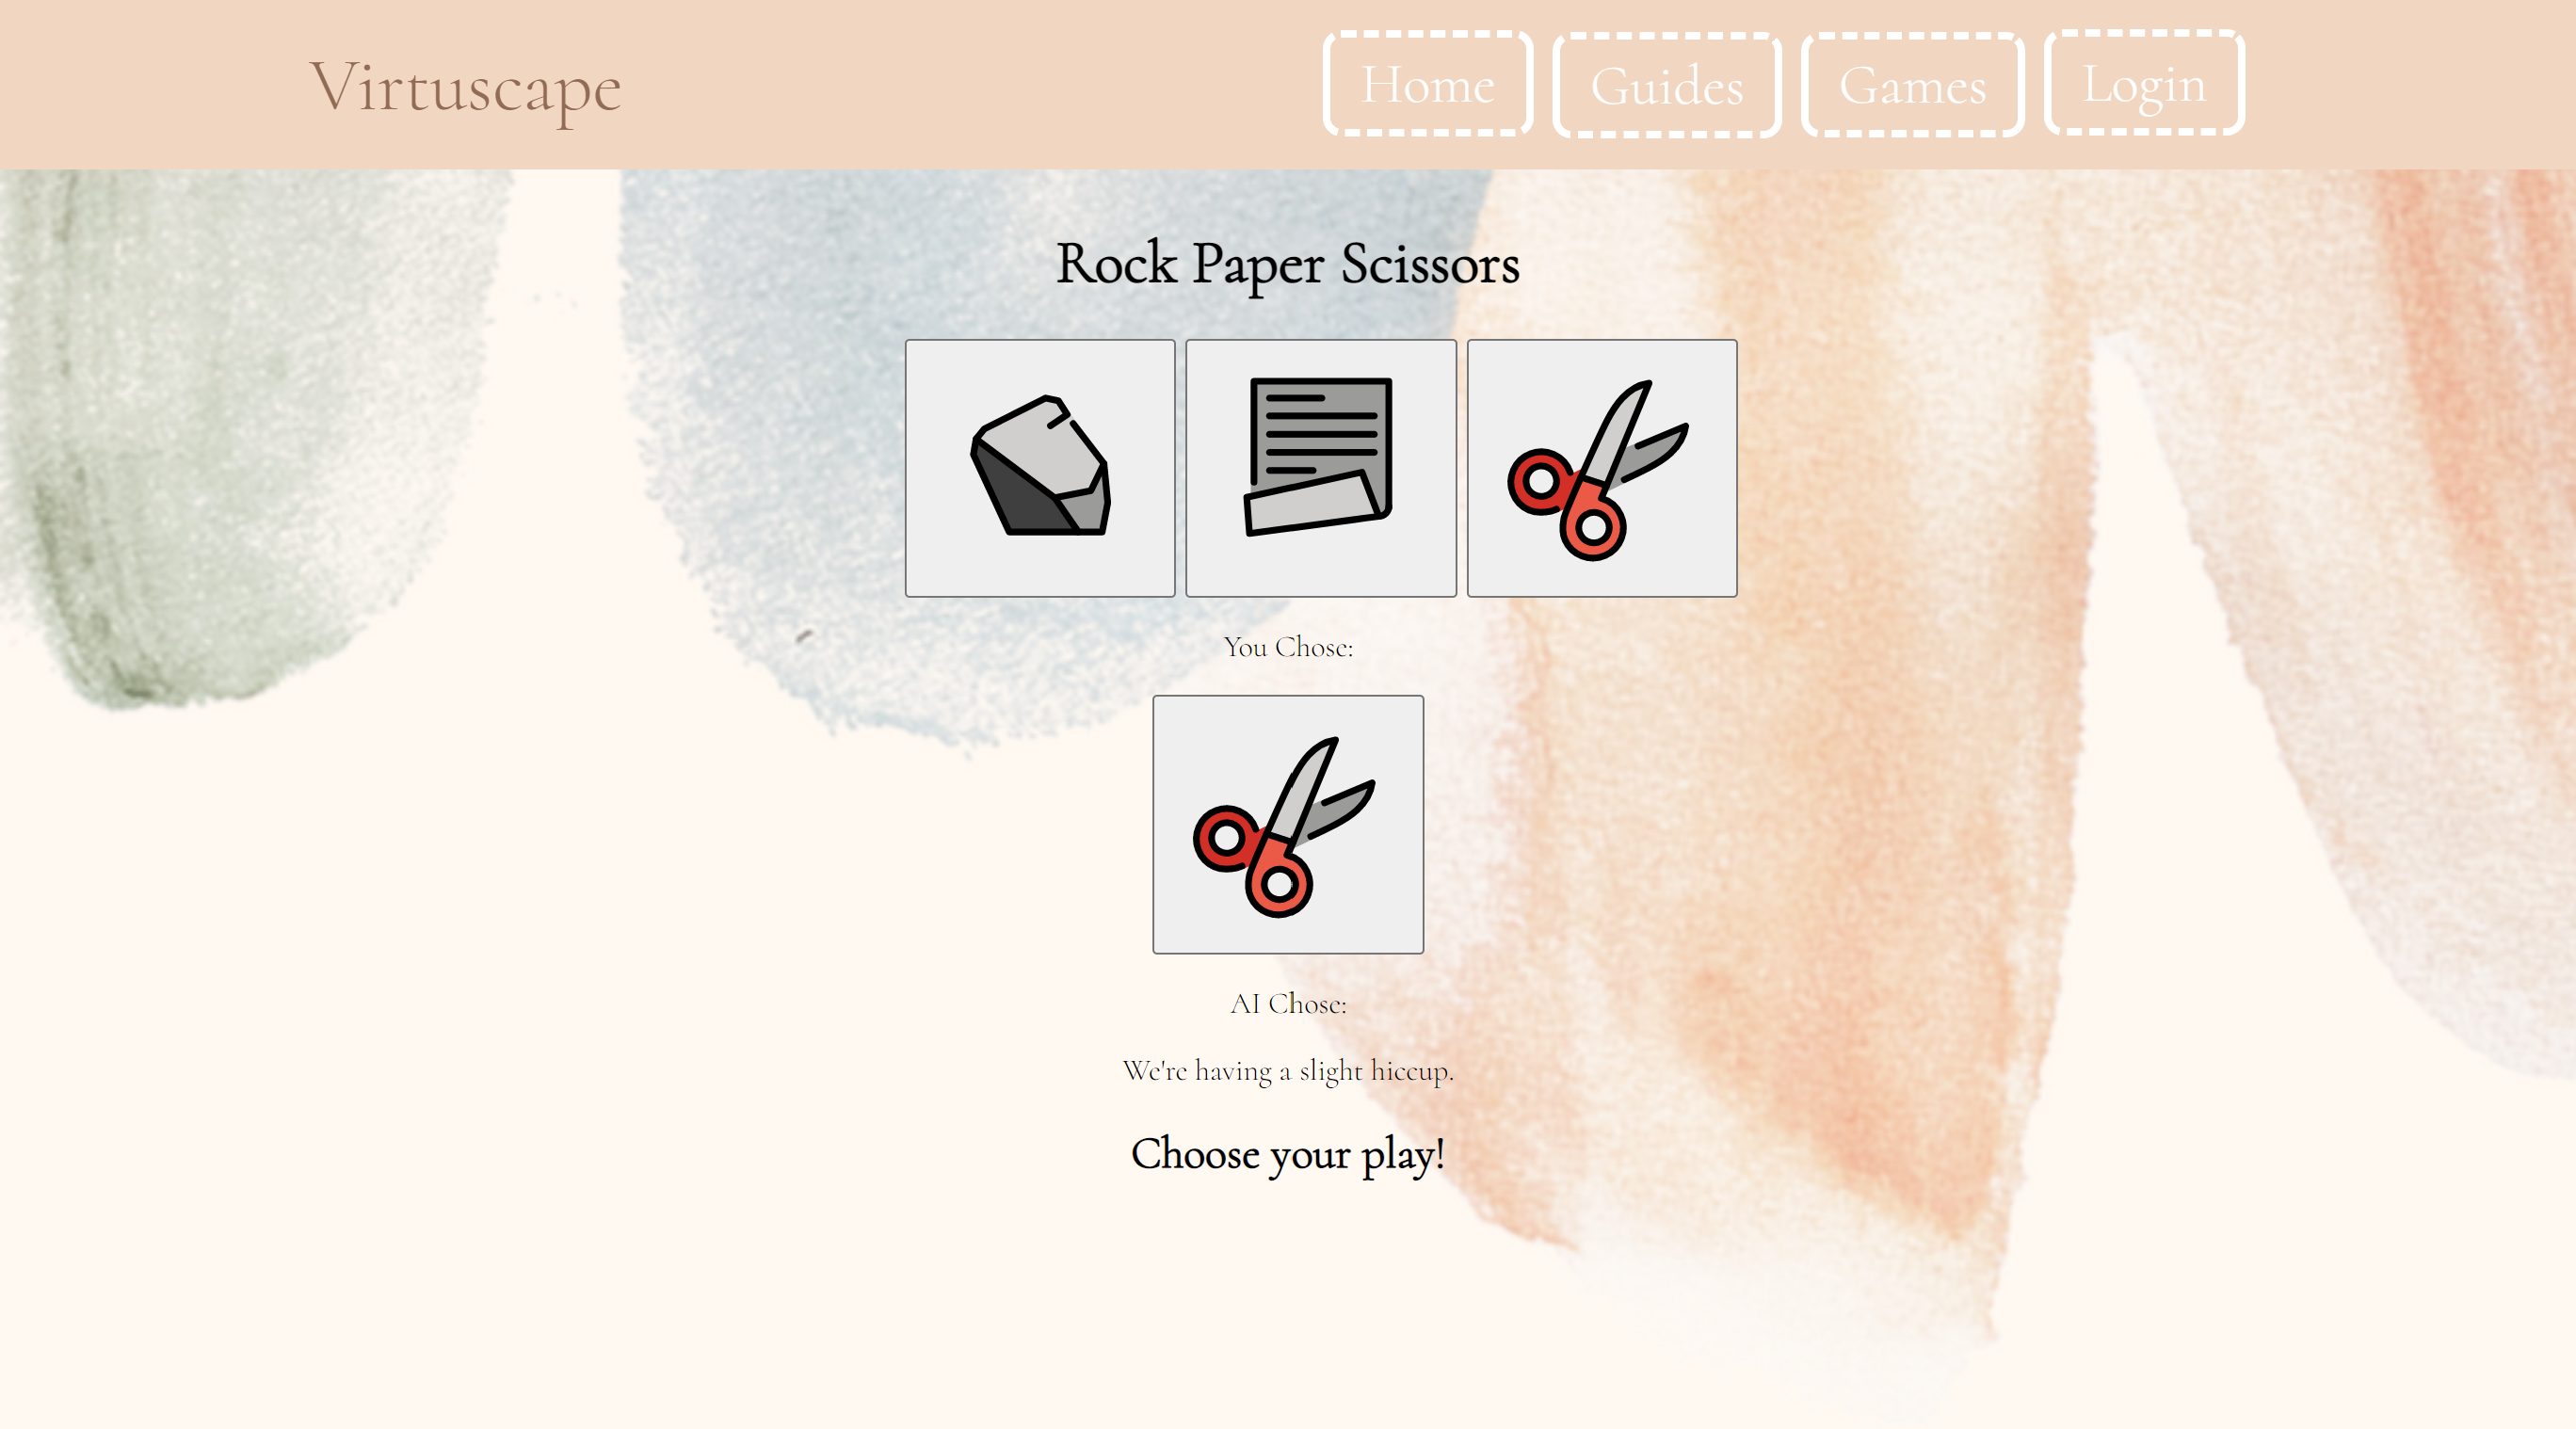 Virtuscape
Home Guides Games Login
Rock Paper Scissors
You Chose:
AI Chose:
We're having a slight hiccup.
Choose your play!